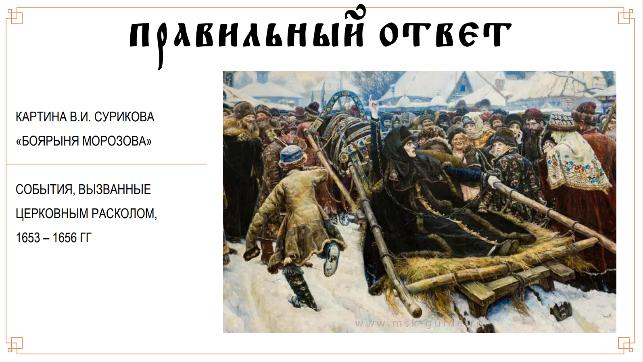 правильный ответ
КАРТИНА В.И. СУРИКОВА
«БОЯРЫНЯ МОРОЗОВА»
СОБЫТИЯ, ВЫЗВАННЫЕ
ЦЕРКОВНЫМ РАСКОЛОМ,
1653 – 1656 ГГ